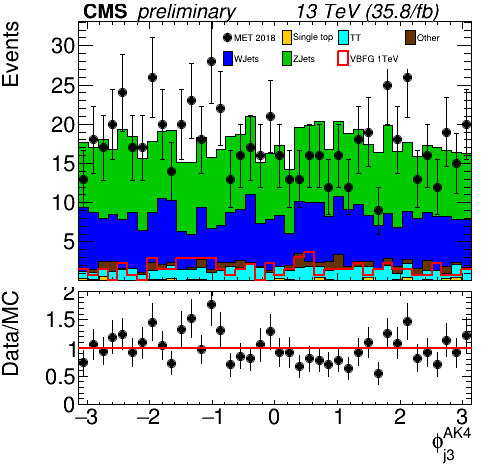 CMS preliminary 13 TeV (35.8/fb)
Events
MET 2018 Single top TT Other
WJets ZJets VBFG 1TeV
30
25
20
15
10
5
Data/MC
2
1.5
1
0.5
0
−3 −2 −1 0 1 2 3
ϕ_{j3}^{AK4}